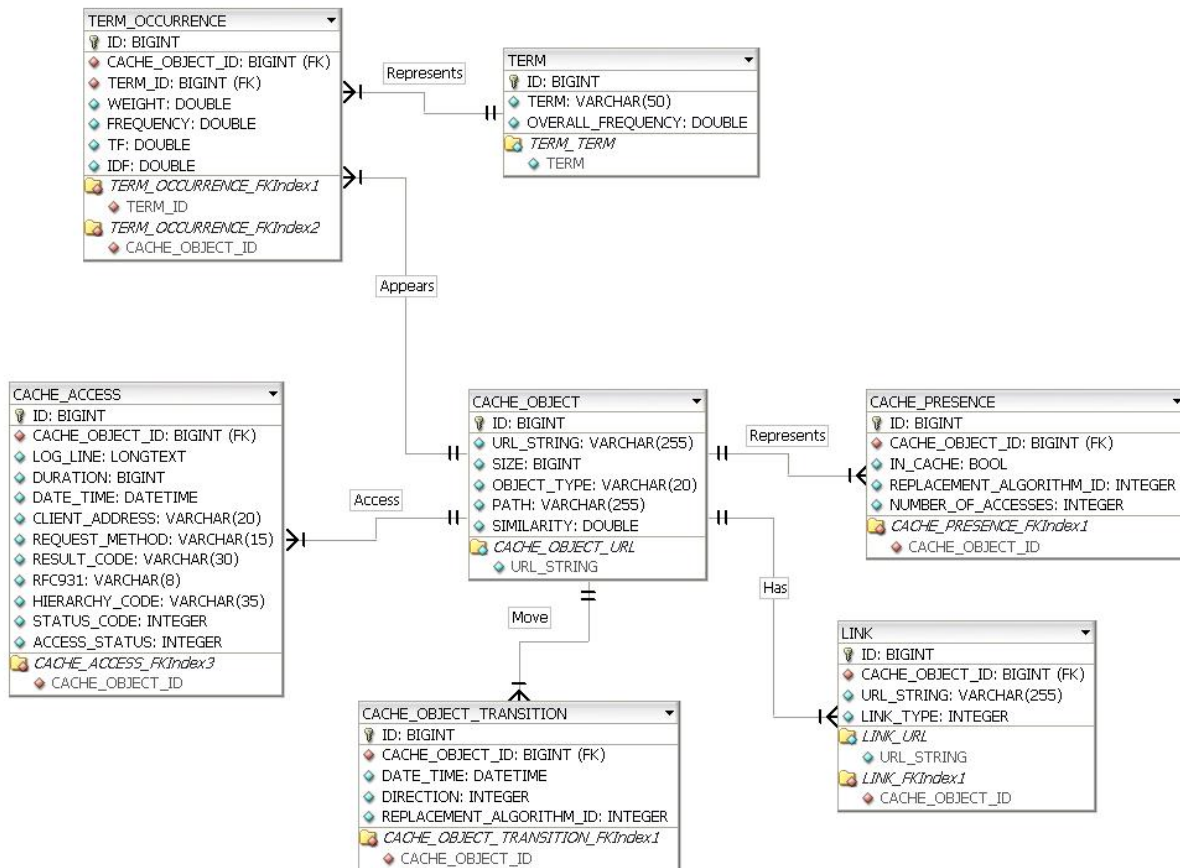 TERM_OCCURRENCE
ID: BIGINT
CACHE_OBJECT_ID: BIGINT (FK)
TERM_ID: BIGINT (FK)
WEIGHT: DOUBLE
FREQUENCY: DOUBLE
TF: DOUBLE
IDF: DOUBLE
TERM_OCCURRENCE_FKIndex1
TERM_ID
TERM_OCCURRENCE_FKIndex2
CACHE_OBJECT_ID
Represents
TERM
ID: BIGINT
TERM: VARCHAR(50)
OVERALL_FREQUENCY: DOUBLE
TERM_TERM
TERM
Appears
CACHE_ACCESS
ID: BIGINT
CACHE_OBJECT_ID: BIGINT (FK)
LOG_LINE: LONGTEXT
DURATION: BIGINT
DATE_TIME: DATETIME
CLIENT_ADDRESS: VARCHAR(20)
REQUEST_METHOD: VARCHAR(15)
RESULT_CODE: VARCHAR(30)
RFC931: VARCHAR(8)
HIERARCHY_CODE: VARCHAR(35)
STATUS_CODE: INTEGER
ACCESS_STATUS: INTEGER
CACHE_ACCESS_FKIndex3
CACHE_OBJECT_ID
Access
CACHE_OBJECT
ID: BIGINT
URL_STRING: VARCHAR(255)
SIZE: BIGINT
OBJECT_TYPE: VARCHAR(20)
PATH: VARCHAR(255)
SIMILARITY: DOUBLE
CACHE_OBJECT_URL
URL_STRING
Represents
CACHE_PRESENCE
ID: BIGINT
CACHE_OBJECT_ID: BIGINT (FK)
IN_CACHE: BOOL
REPLACEMENT_ALGORITHM_ID: INTEGER
NUMBER_OF_ACCESSES: INTEGER
CACHE_PRESENCE_FKIndex1
CACHE_OBJECT_ID
Has
Move
LINK
ID: BIGINT
CACHE_OBJECT_ID: BIGINT (FK)
URL_STRING: VARCHAR(255)
LINK_TYPE: INTEGER
LINK_URL
URL_STRING
LINK_FKIndex1
CACHE_OBJECT_ID
CACHE_OBJECT_TRANSITION
ID: BIGINT
CACHE_OBJECT_ID: BIGINT (FK)
DATE_TIME: DATETIME
DIRECTION: INTEGER
REPLACEMENT_ALGORITHM_ID: INTEGER
CACHE_OBJECT_TRANSITION_FKIndex1
CACHE_OBJECT_ID